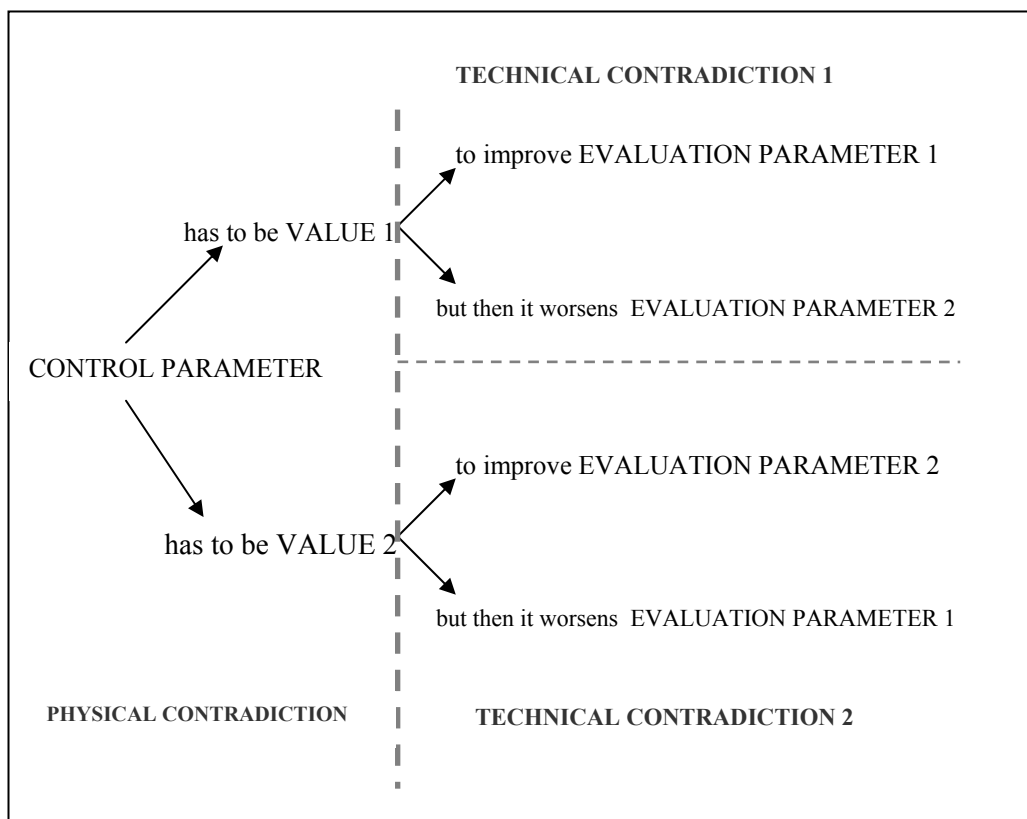 TECHNICAL CONTRADICTION 1
to improve EVALUATION PARAMETER 1
has to be VALUE 1
but then it worsens EVALUATION PARAMETER 2
CONTROL PARAMETER
to improve EVALUATION PARAMETER 2
has to be VALUE 2
but then it worsens EVALUATION PARAMETER 1
PHYSICAL CONTRADICTION
TECHNICAL CONTRADICTION 2